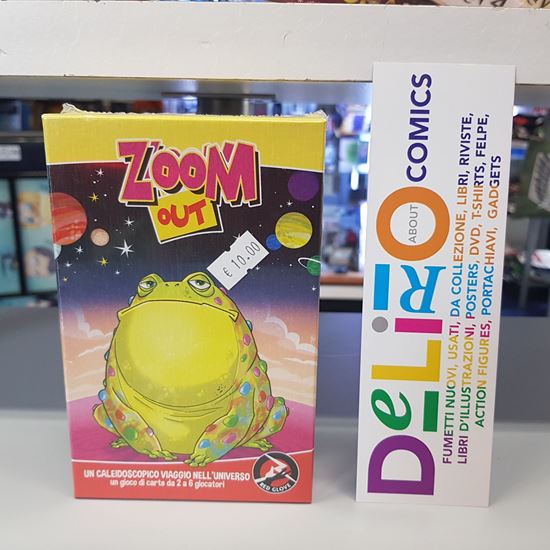 ZOOM
OUT
€ 10,00
UN CALEIDOSCOPICO VIAGGIO NELL'UNIVERSO
un gioco di carte da 2 a 6 giocatori
RED GLOVE
DeLiRiO
ABOUT
COMICS
FUMETTI NUOVI, USATI, DA COLLEZIONE, LIBRI, RIVISTE,
LIBRI D'ILLUSTRAZIONI, POSTERS, DVD, T-SHIRTS, FELPE,
ACTION FIGURES, PORTACHIAVI, GADGETS